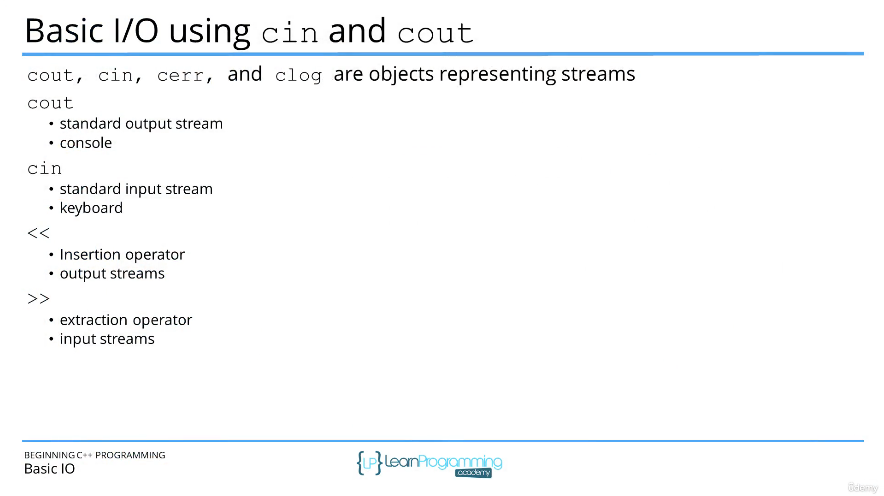 Basic I/O using cin and cout
cout, cin, cerr, and clog are objects representing streams
cout
• standard output stream
• console
cin
• standard input stream
• keyboard
<<
• Insertion operator
• output streams
>>
• extraction operator
• input streams
BEGINNING C++ PROGRAMMING
Basic IO
{LP} LearnProgramming
academy
Udemy